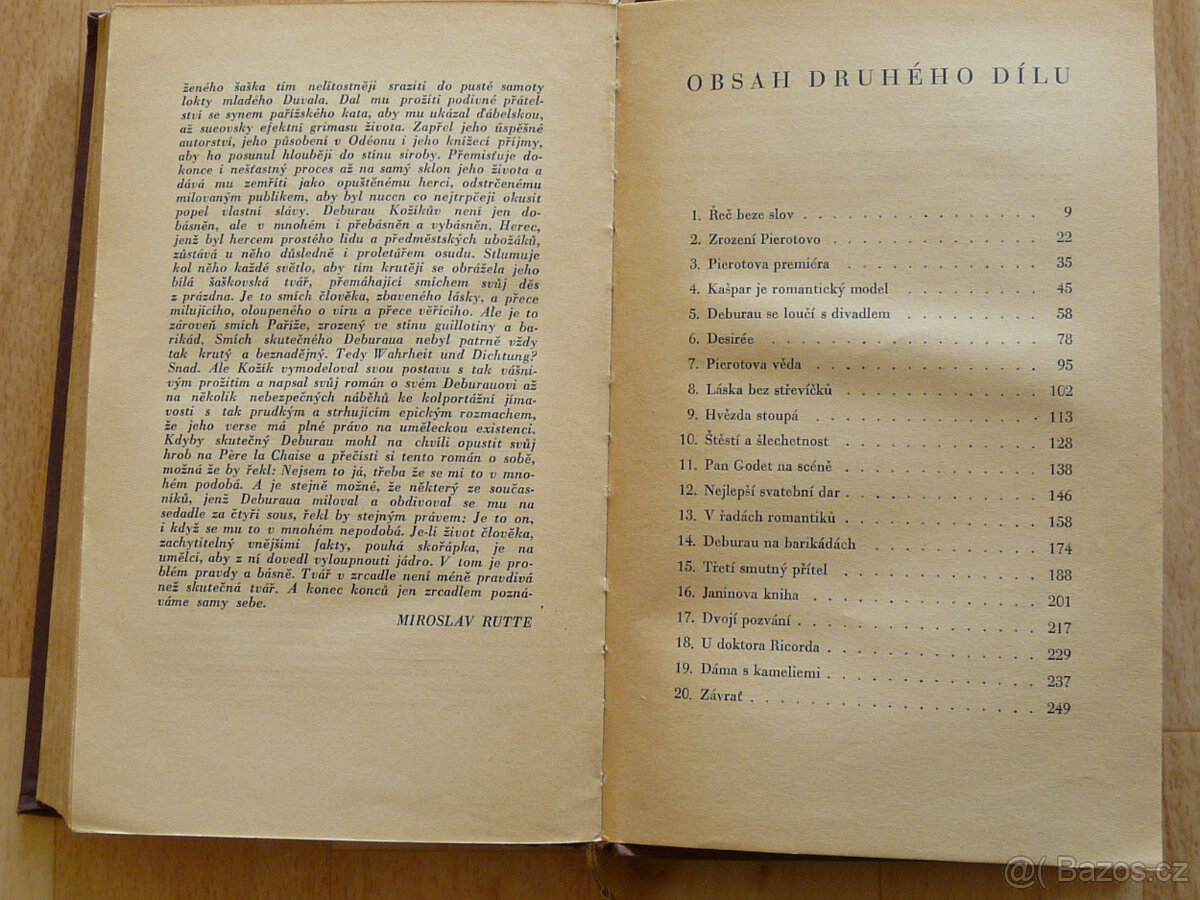 ženého šaška tím nelítostněji sraziti do pusté samoty
lokty mladého Duvala. Dal mu prožíti podivné přátel-
ství se synem pařížského kata, aby mu ukázal ďábelskou,
až sueovsky efektní grimasu života. Zapřel jeho úspěšné
autorství, jeho působení v Odéonu i jeho knížecí příjmy,
aby ho posunul hlouběji do stínu siroby. Přemisťuje do-
konce i nešťastný proces až na samý sklon jeho života a
dává mu zemříti jako opuštěnému herci, odstrčenému
milovaným publikem, aby byl nucen co nejtrpčeji okusit
popel vlastní slávy. Deburau Kožíkův není jen do-
básněn, ale v mnohém i přebásněn a vybásněn. Herec,
jenž byl hercem prostého lidu a předměstských ubožáků,
zůstává u něho důsledně i proletářem osudu. Stlumuje
kol něho každé světlo, aby tím krutěji se obrážela jeho
bílá šaškovská tvář, přemáhající smíchem svůj děs
z prázdna. Je to smích člověka, zbaveného lásky, a přece
milujícího, oloupeného o víru a přece věřícího. Ale je to
zároveň smích Paříže, zrozený ve stínu guillotiny a ba-
rikád. Smích skutečného Deburaua nebyl patrně vždy
tak krutý a beznadějný. Tedy Wahrheit und Dichtung?
Snad. Ale Kožík vymodeloval svou postavu s tak vášni-
vým prožitím a napsal svůj román o svém Deburauovi až
na několik nebezpečných náběhů ke kolportážní jíma-
vosti s tak prudkým a strhujícím epickým rozmachem,
že jeho verse má plné právo na uměleckou existenci.
Kdyby skutečný Deburau mohl na chvíli opustit svůj
hrob na Père la Chaise a přečísti si tento román o sobě,
možná že by řekl: Nejsem to já, třeba že se mi to v mno-
hém podobá. A je stejně možné, že některý ze součas-
níků, jenž Deburaua miloval a obdivoval se mu na
sedadle za čtyři sous, řekl by stejným právem: Je to on,
i když se mu to v mnohém nepodobá. Je-li život člověka,
zachytitelný vnějšími fakty, pouhá skořápka, je na
umělci, aby z ní dovedl vyloupnouti jádro. V tom je pro-
blém pravdy a básně. Tvář v zrcadle není méně pravdivá
než skutečná tvář. A konec konců jen zrcadlem pozná-
váme samy sebe.
MIROSLAV RUTTE
OBSAH DRUHÉHO DÍLU
1. Řeč beze slov . . . . . . . . . . . . . . . . 9
2. Zrození Pierotovo . . . . . . . . . . . . . . 22
3. Pierotova premiéra . . . . . . . . . . . . . 35
4. Kašpar je romantický model . . . . . . . . . 45
5. Deburau se loučí s divadlem . . . . . . . . . 58
6. Desirée . . . . . . . . . . . . . . . . . . 78
7. Pierotova věda . . . . . . . . . . . . . . . 95
8. Láska bez střevíčků . . . . . . . . . . . . . 102
9. Hvězda stoupá . . . . . . . . . . . . . . . 113
10. Štěstí a šlechetnost . . . . . . . . . . . . . 128
11. Pan Godet na scéně . . . . . . . . . . . . . 138
12. Nejlepší svatební dar . . . . . . . . . . . . . 146
13. V řadách romantiků . . . . . . . . . . . . . 158
14. Deburau na barikádách . . . . . . . . . . . . 174
15. Třetí smutný přítel . . . . . . . . . . . . . 188
16. Janinova kniha . . . . . . . . . . . . . . . 201
17. Dvojí pozvání . . . . . . . . . . . . . . . . 217
18. U doktora Ricorda . . . . . . . . . . . . . . 229
19. Dáma s kameliemi . . . . . . . . . . . . . . 237
20. Závrať . . . . . . . . . . . . . . . . . . 249
@( Bazos.cz